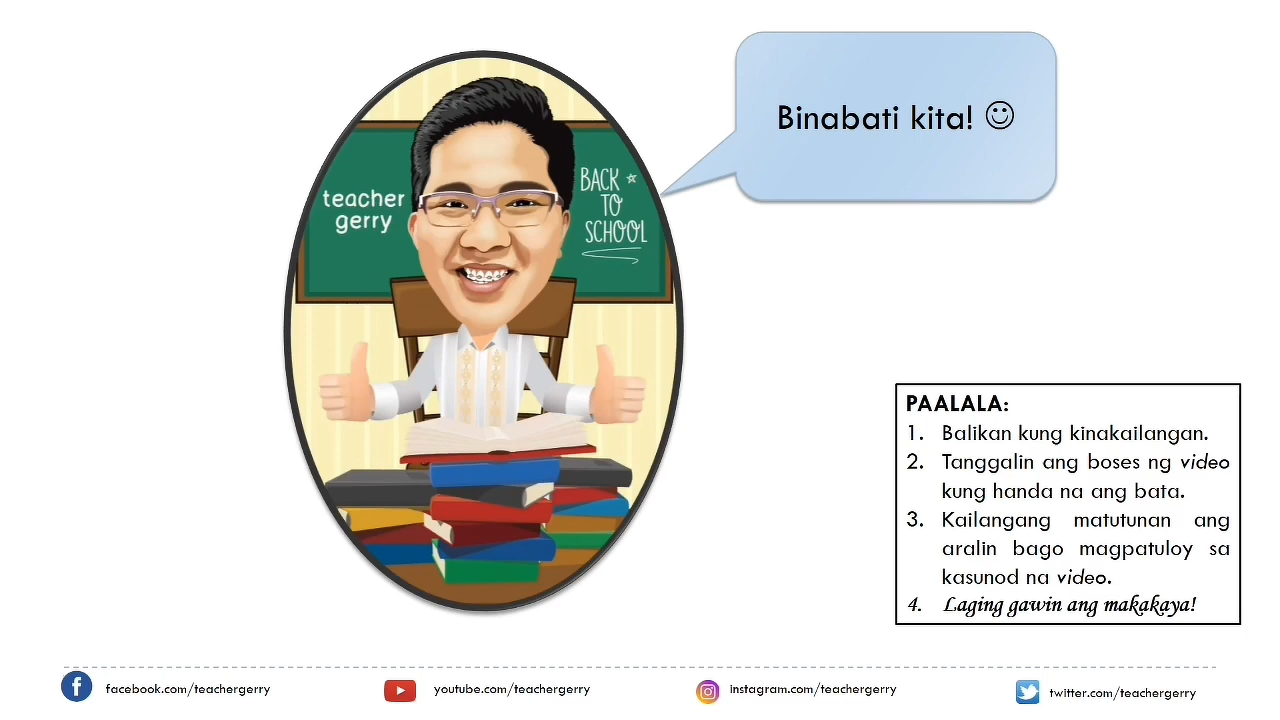 Binabati kita! ☺
teacher
gerry
BACK
TO
SCHOOL
PAALALA:
1. Balikan kung kinakailangan.
2. Tanggalin ang boses ng video
kung handa na ang bata.
3. Kailangang matutunan ang
aralin bago magpatuloy sa
kasunod na video.
4. Laging gawin ang makakaya!
facebook.com/teachergerry
youtube.com/teachergerry
instagram.com/teachergerry
twitter.com/teachergerry